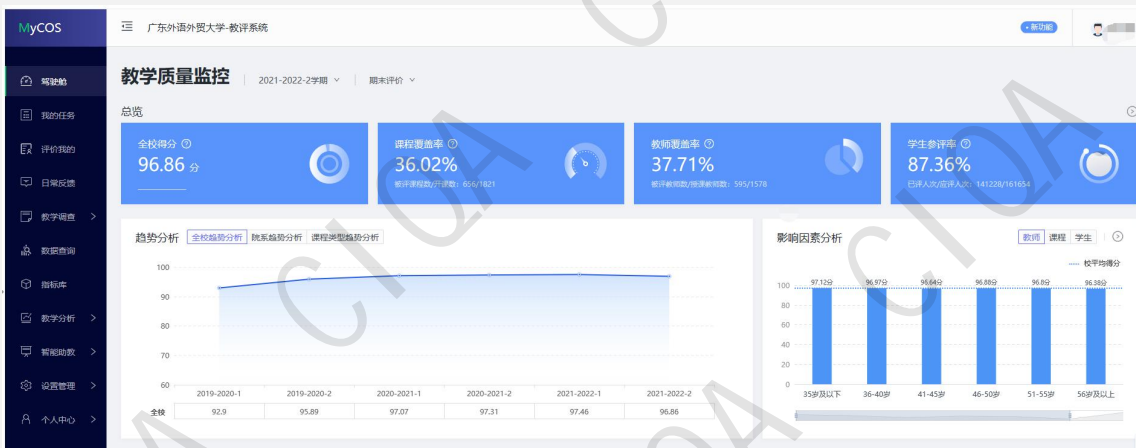 MyCOS
广东外语外贸大学-教评系统
新功能
驾驶舱
我的任务
评价我的
日常反馈
教学调查
数据查询
指标库
教学分析
智能助教
设置管理
个人中心
教学质量监控 2021-2022-2学期 期末评价
总览
全校得分
96.86 分
课程覆盖率
36.02%
被评课程数/开课数: 656/1821
教师覆盖率
37.71%
被评教师数/授课教师数: 595/1578
学生参评率
87.36%
已评人次/应评人次: 141228/161654
趋势分析 全校趋势分析 院系趋势分析 课程类型趋势分析
100
90
80
70
60
2019-2020-1 2019-2020-2 2020-2021-1 2020-2021-2 2021-2022-1 2021-2022-2
全校 92.9 95.89 97.07 97.31 97.46 96.86
影响因素分析 教师 课程 学生
校平均得分
97.12分 96.97分 96.64分 96.88分 96.8分 96.38分
100
80
60
40
20
0
35岁及以下 36-40岁 41-45岁 46-50岁 51-55岁 56岁及以上
CIQA
CIQA